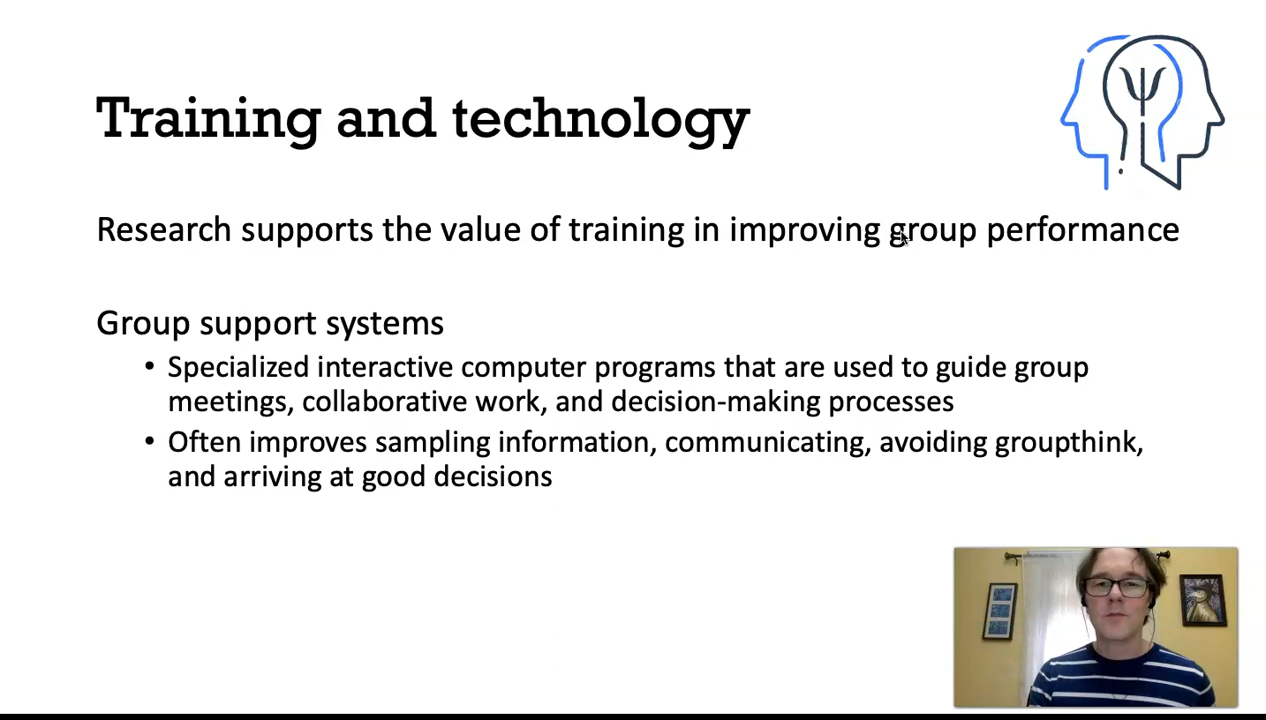 Training and technology
Research supports the value of training in improving group performance
Group support systems
• Specialized interactive computer programs that are used to guide group
meetings, collaborative work, and decision-making processes
• Often improves sampling information, communicating, avoiding groupthink,
and arriving at good decisions